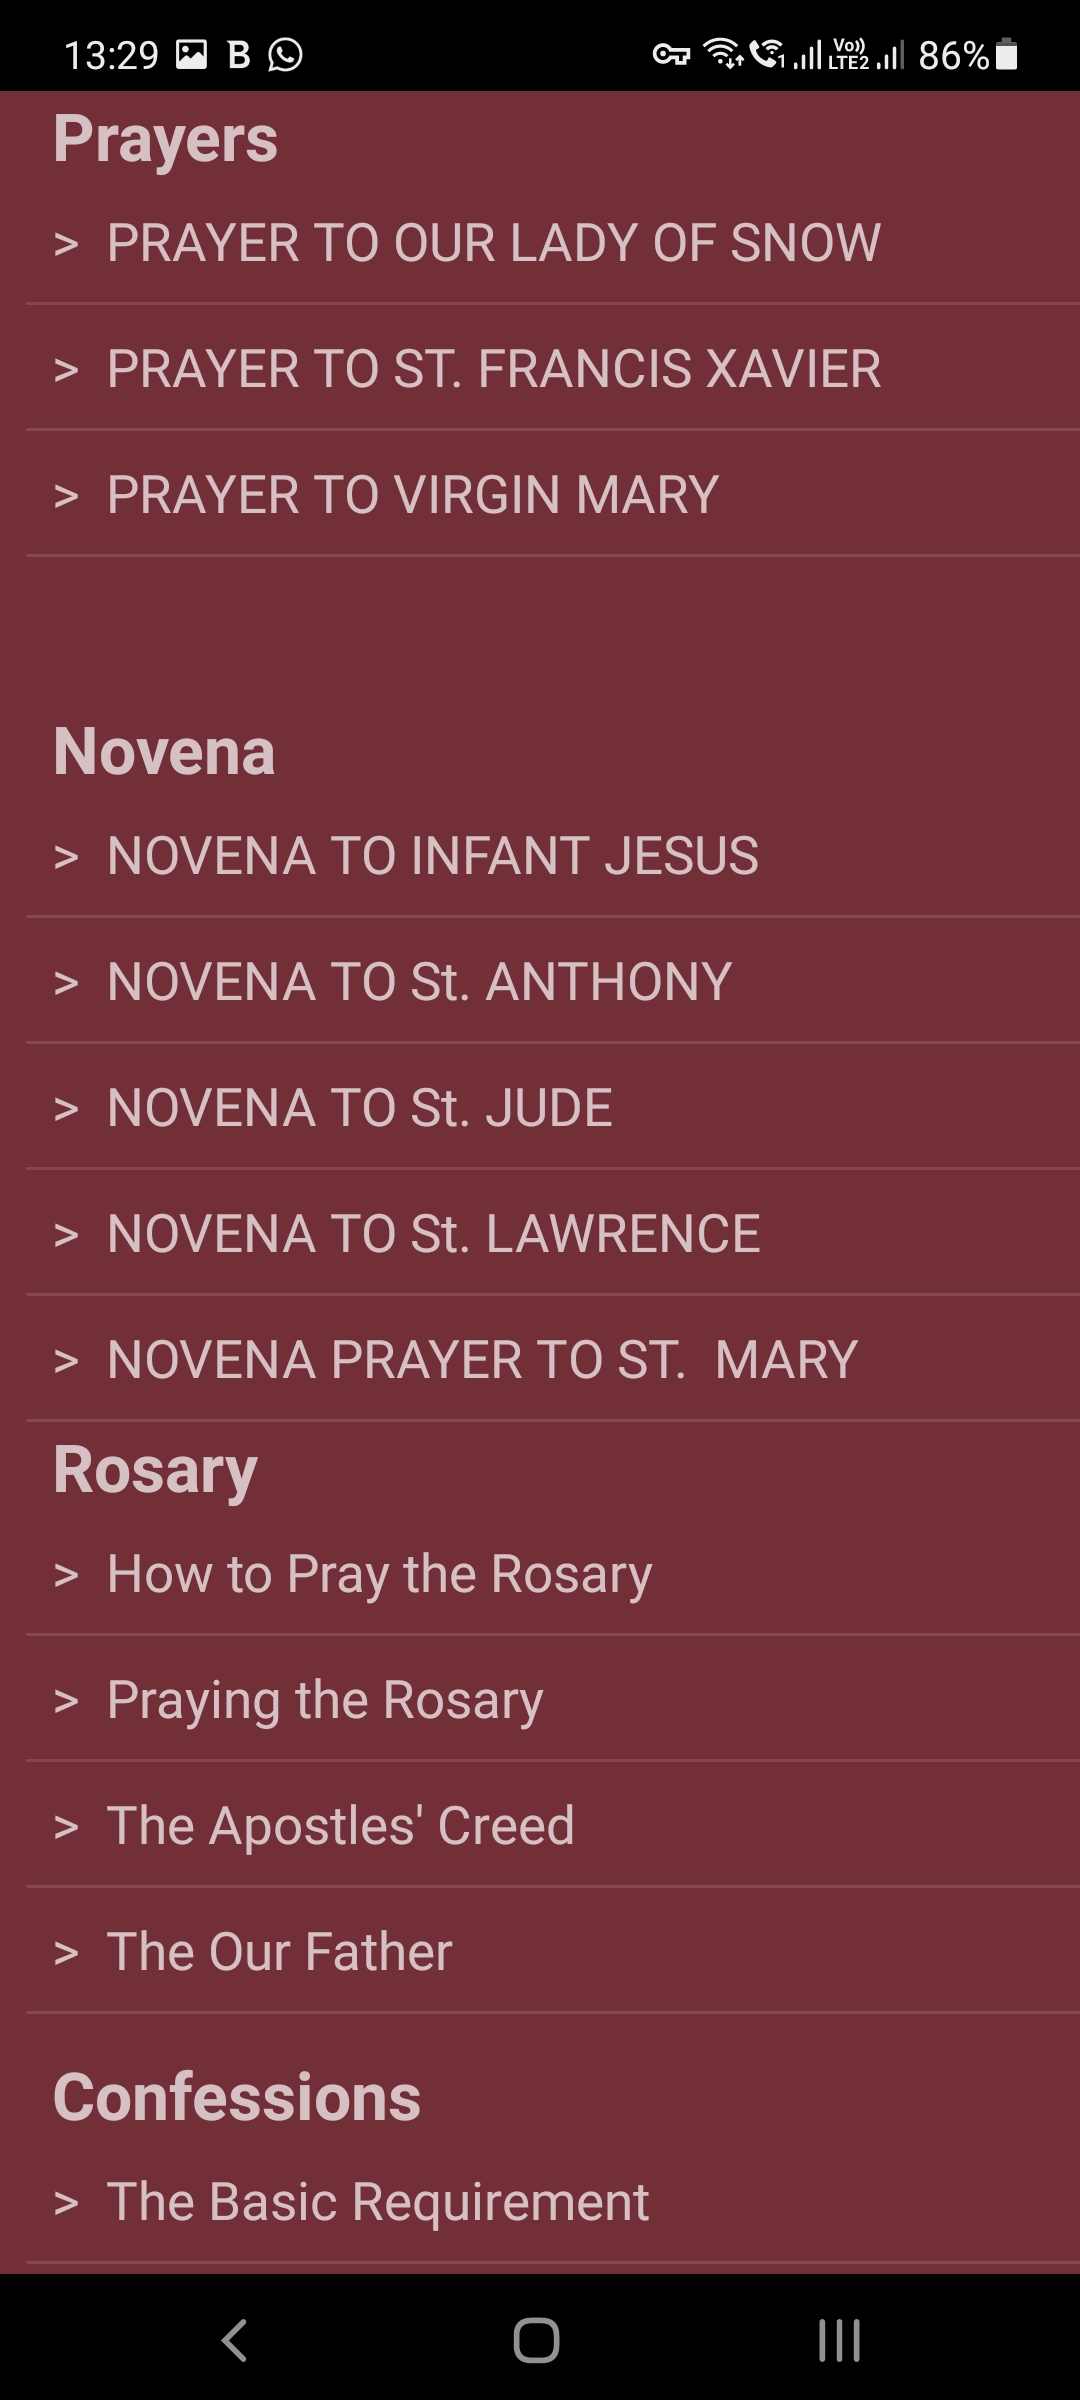 13:29 B 1 Vo)) LTE2 86%
Prayers
> PRAYER TO OUR LADY OF SNOW
> PRAYER TO ST. FRANCIS XAVIER
> PRAYER TO VIRGIN MARY
Novena
> NOVENA TO INFANT JESUS
> NOVENA TO St. ANTHONY
> NOVENA TO St. JUDE
> NOVENA TO St. LAWRENCE
> NOVENA PRAYER TO ST.  MARY
Rosary
> How to Pray the Rosary
> Praying the Rosary
> The Apostles' Creed
> The Our Father
Confessions
> The Basic Requirement